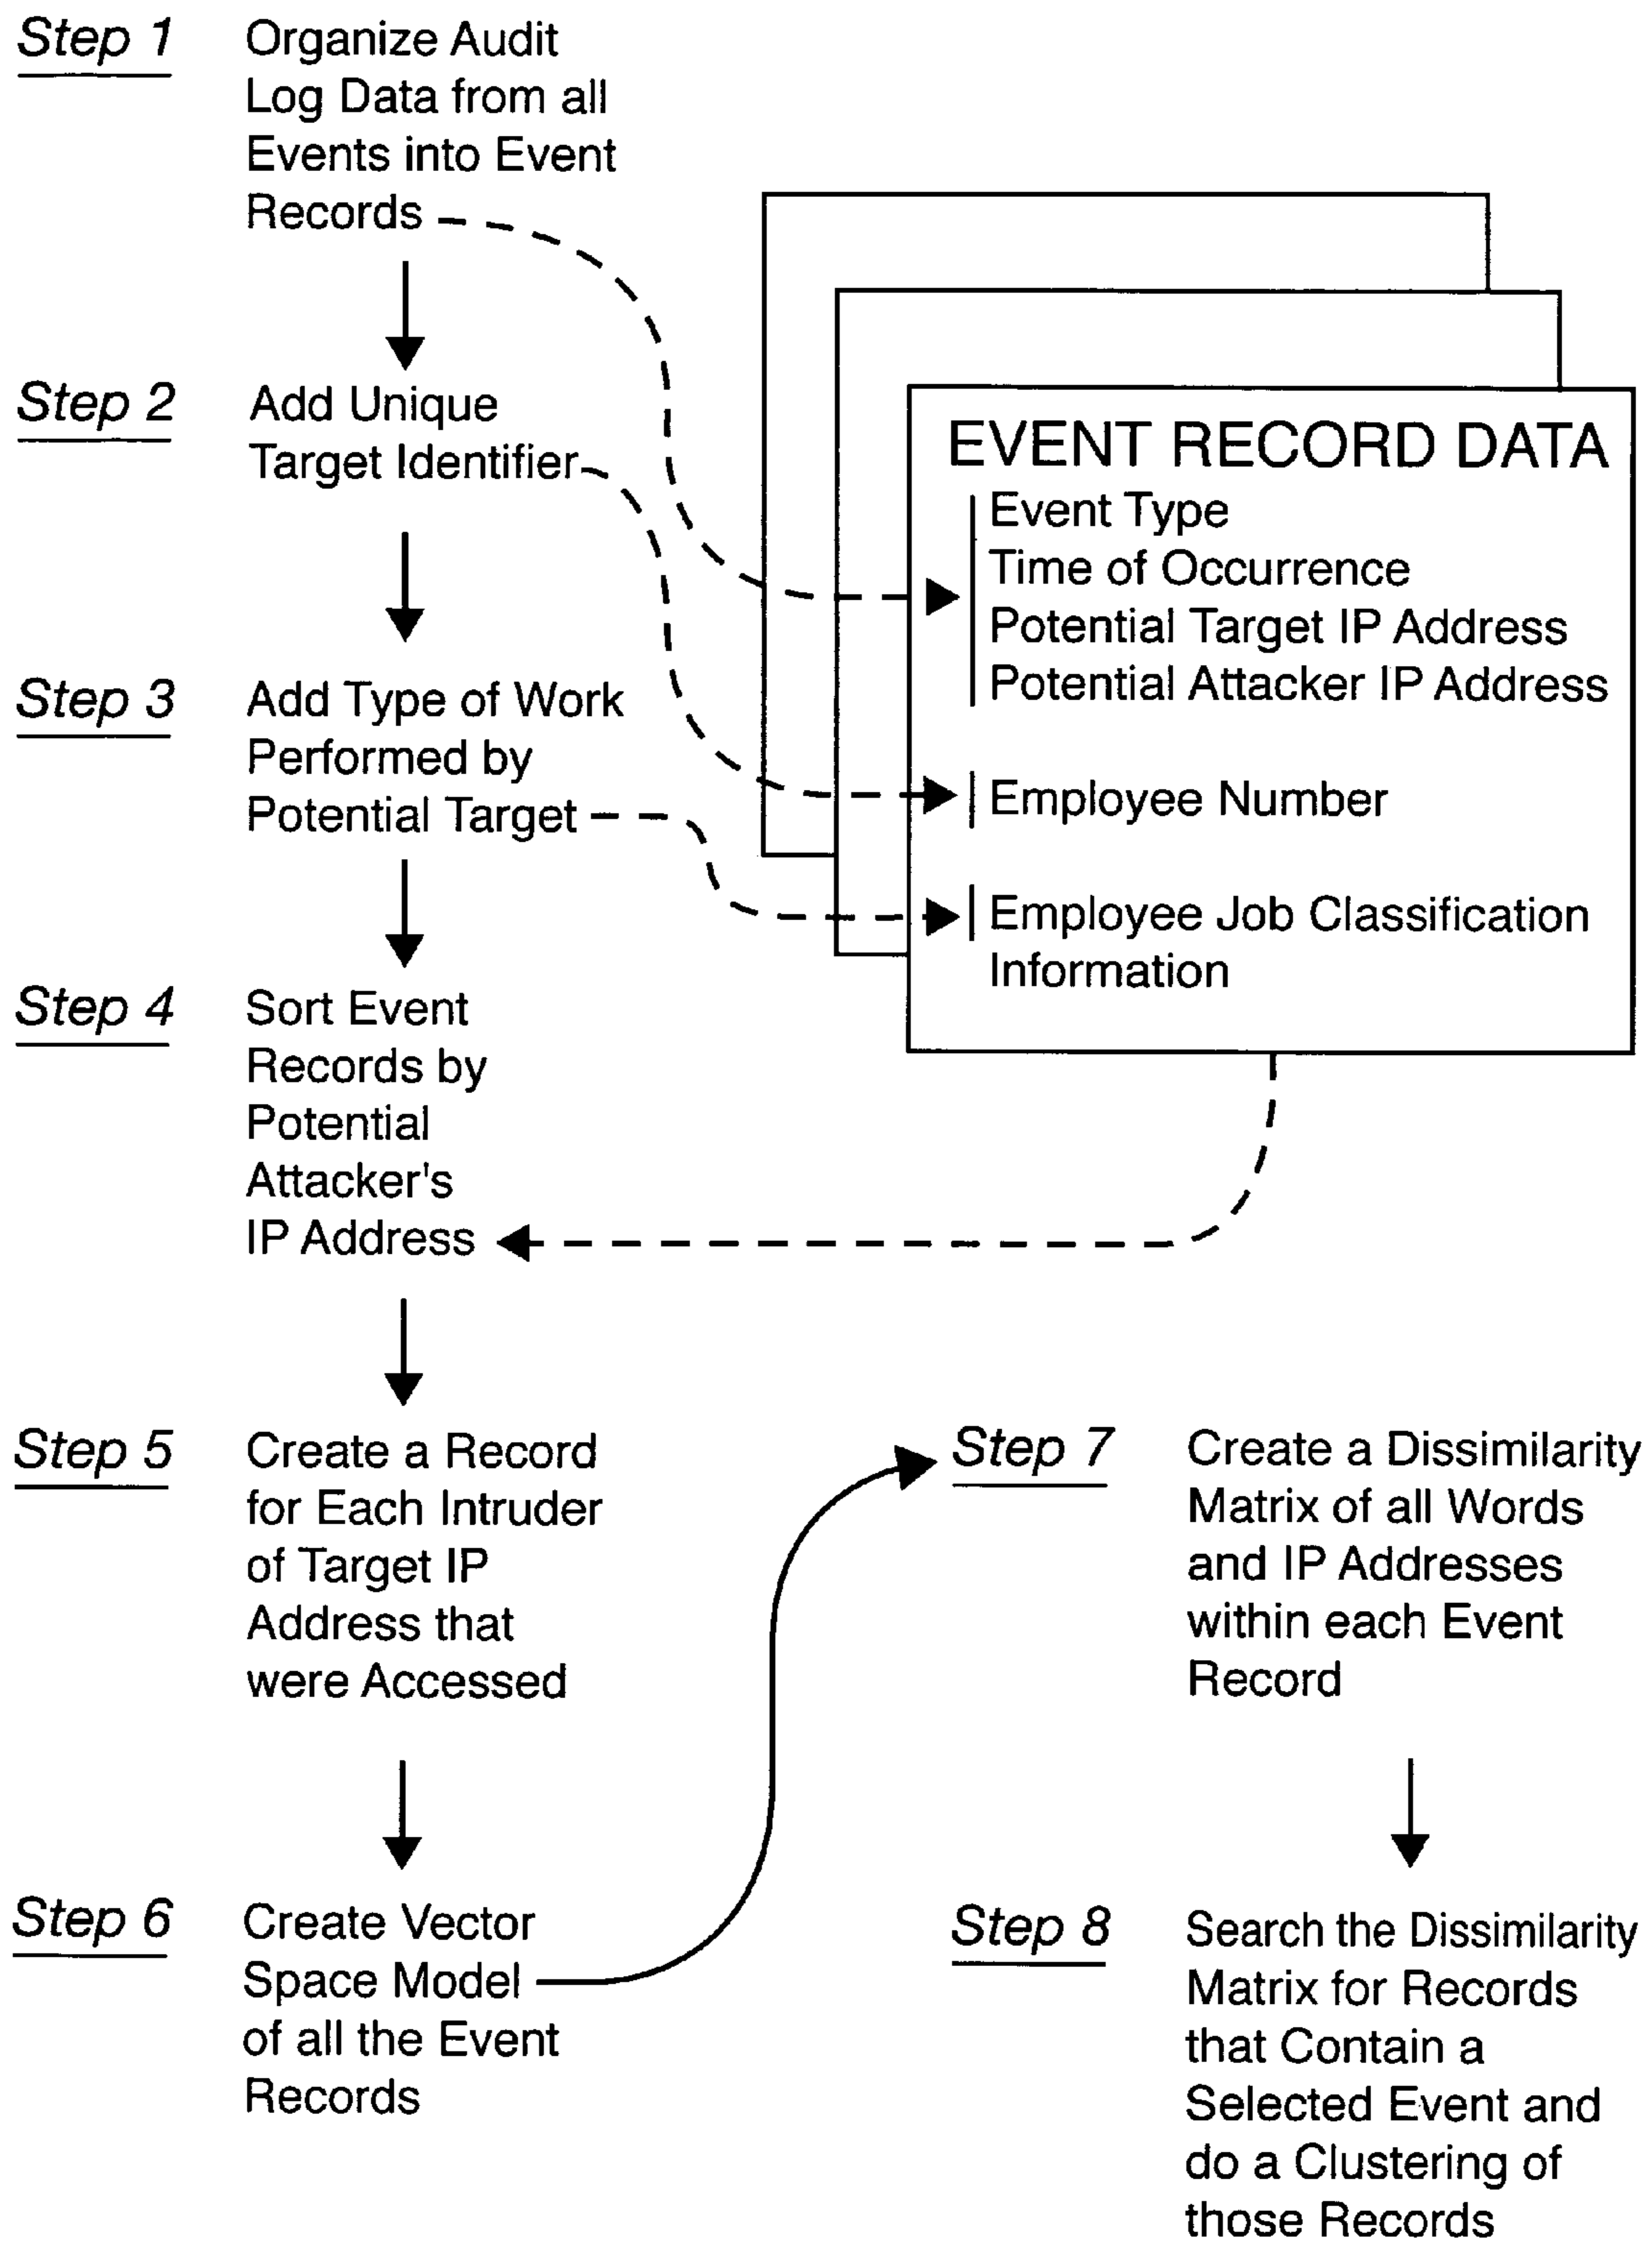 Step 1
Organize Audit
Log Data from all
Events into Event
Records
Step 2
Add Unique
Target Identifier
Step 3
Add Type of Work
Performed by
Potential Target
EVENT RECORD DATA
Event Type
Time of Occurrence
Potential Target IP Address
Potential Attacker IP Address
Employee Number
Employee Job Classification
Information
Step 4
Sort Event
Records by
Potential
Attacker's
IP Address
Step 5
Create a Record
for Each Intruder
of Target IP
Address that
were Accessed
Step 6
Create Vector
Space Model
of all the Event
Records
Step 7
Create a Dissimilarity
Matrix of all Words
and IP Addresses
within each Event
Record
Step 8
Search the Dissimilarity
Matrix for Records
that Contain a
Selected Event and
do a Clustering of
those Records